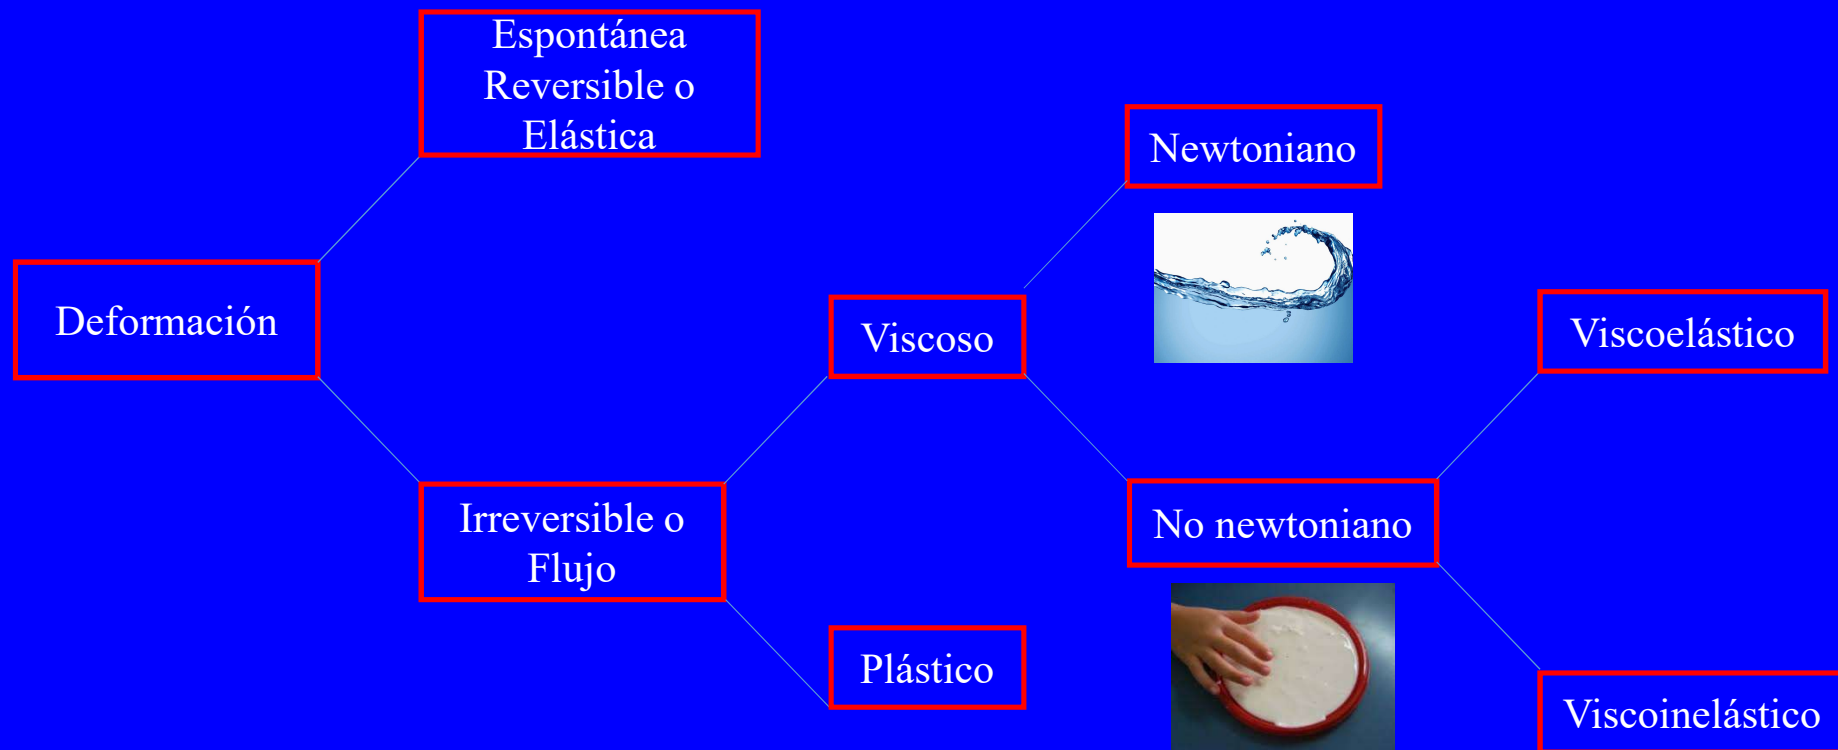 Espontánea
Reversible o
Elástica
Newtoniano
Deformación
Viscoso
Viscoelástico
Irreversible o
Flujo
No newtoniano
Plástico
Viscoinelástico